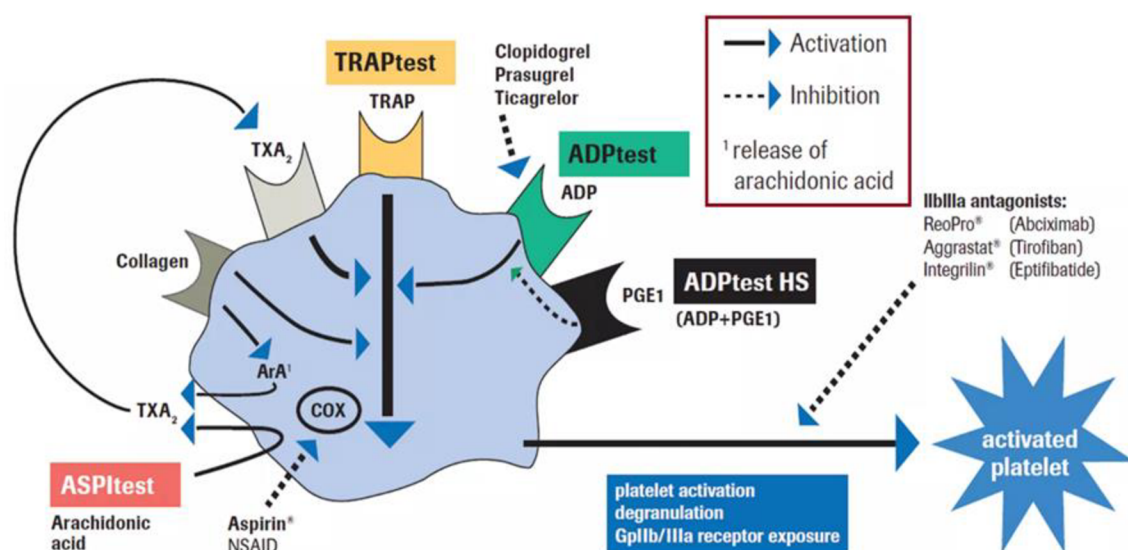 TRAPtest
TRAP
Clopidogrel
Prasugrel
Ticagrelor
Activation
Inhibition
¹ release of
arachidonic acid
TXA₂
ADPtest
ADP
IIbIIIa antagonists:
ReoPro® (Abciximab)
Aggrastat® (Tirofiban)
Integrilin® (Eptifibatide)
Collagen
PGE1
ADPtest HS
(ADP+PGE1)
ArA¹
TXA₂
COX
activated
platelet
ASPItest
Arachidonic
acid
Aspirin®
NSAID
platelet activation
degranulation
GpIIb/IIIa receptor exposure